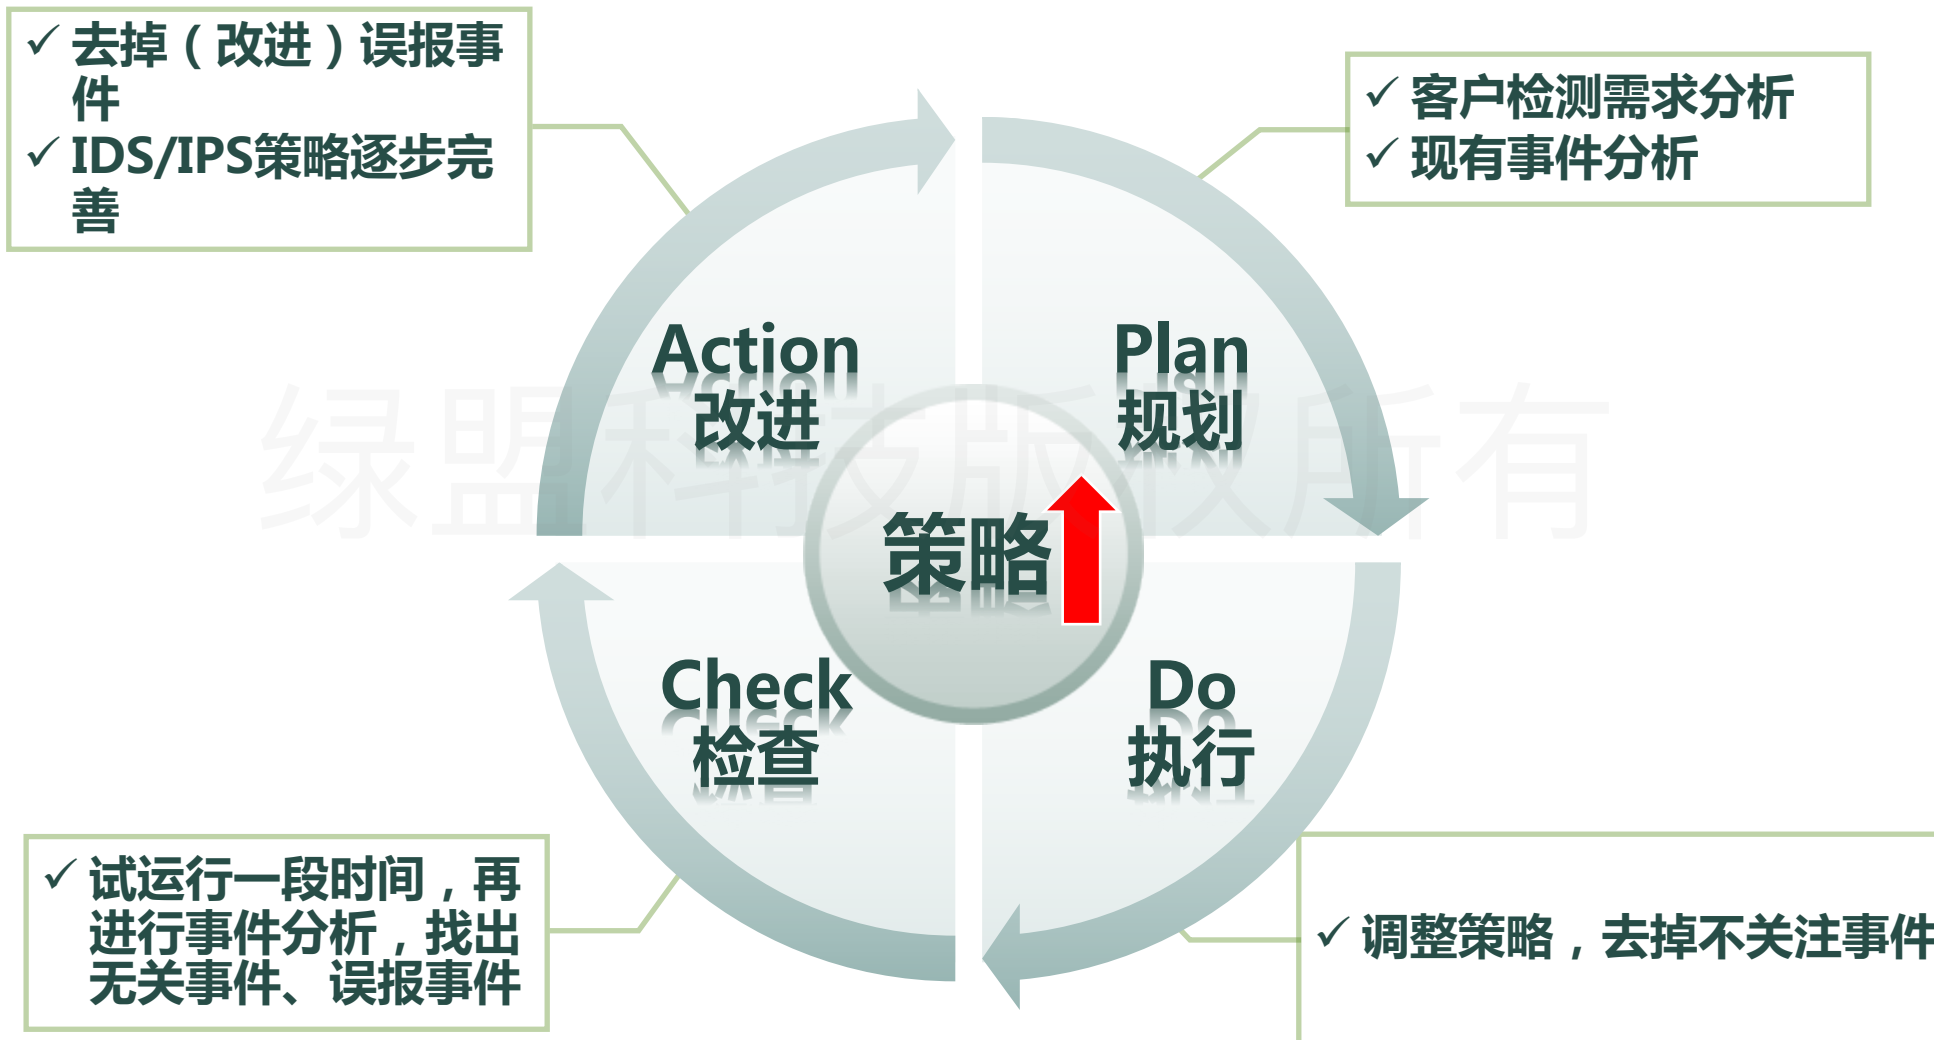 去掉（改进）误报事
件
IDS/IPS策略逐步完
善
客户检测需求分析
现有事件分析
Action
改进
Plan
规划
绿盟科技版权所有
策略
Check
检查
Do
执行
试运行一段时间，再
进行事件分析，找出
无关事件、误报事件
调整策略，去掉不关注事件